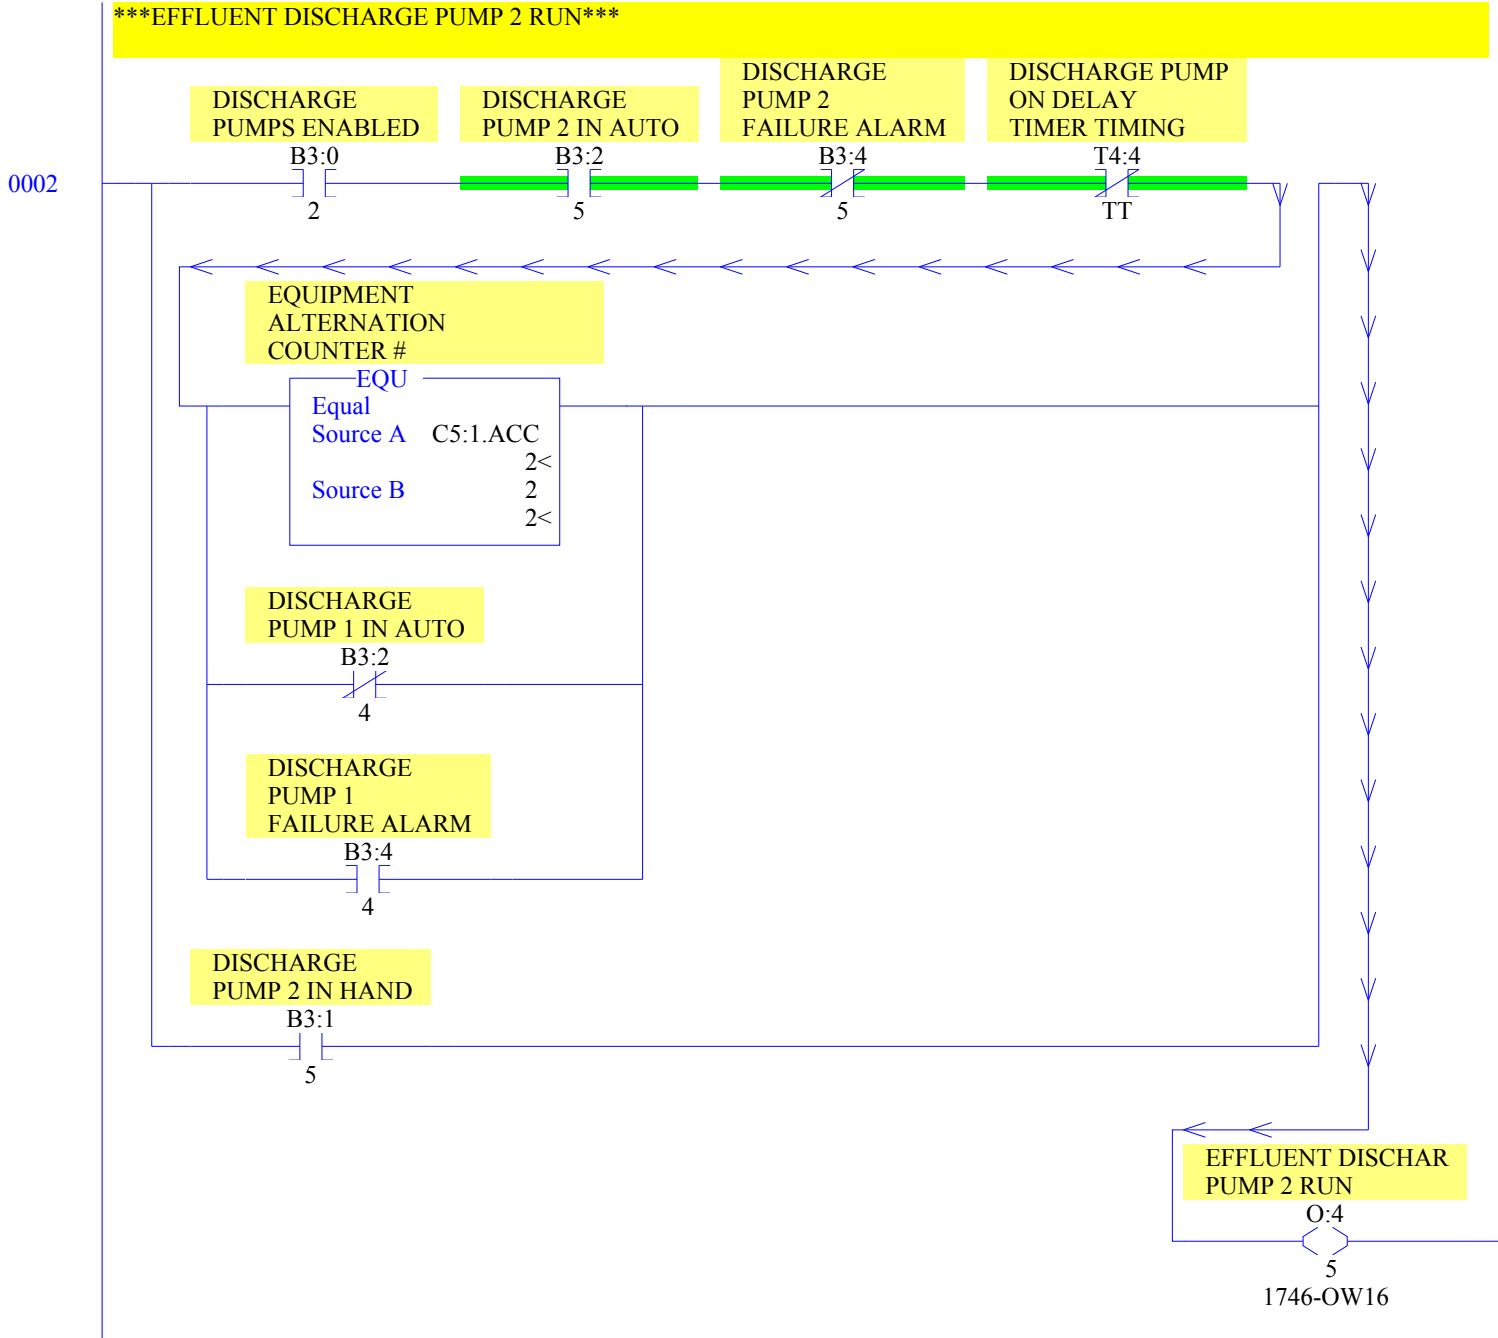 ***EFFLUENT DISCHARGE PUMP 2 RUN***
DISCHARGE
PUMPS ENABLED
B3:0
2
DISCHARGE
PUMP 2 IN AUTO
B3:2
5
DISCHARGE
PUMP 2
FAILURE ALARM
B3:4
5
DISCHARGE PUMP
ON DELAY
TIMER TIMING
T4:4
TT
0002
EQUIPMENT
ALTERNATION
COUNTER #
EQU
Equal
Source A C5:1.ACC
2<
Source B 2
2<
DISCHARGE
PUMP 1 IN AUTO
B3:2
4
DISCHARGE
PUMP 1
FAILURE ALARM
B3:4
4
DISCHARGE
PUMP 2 IN HAND
B3:1
5
EFFLUENT DISCHAR
PUMP 2 RUN
O:4
5
1746-OW16